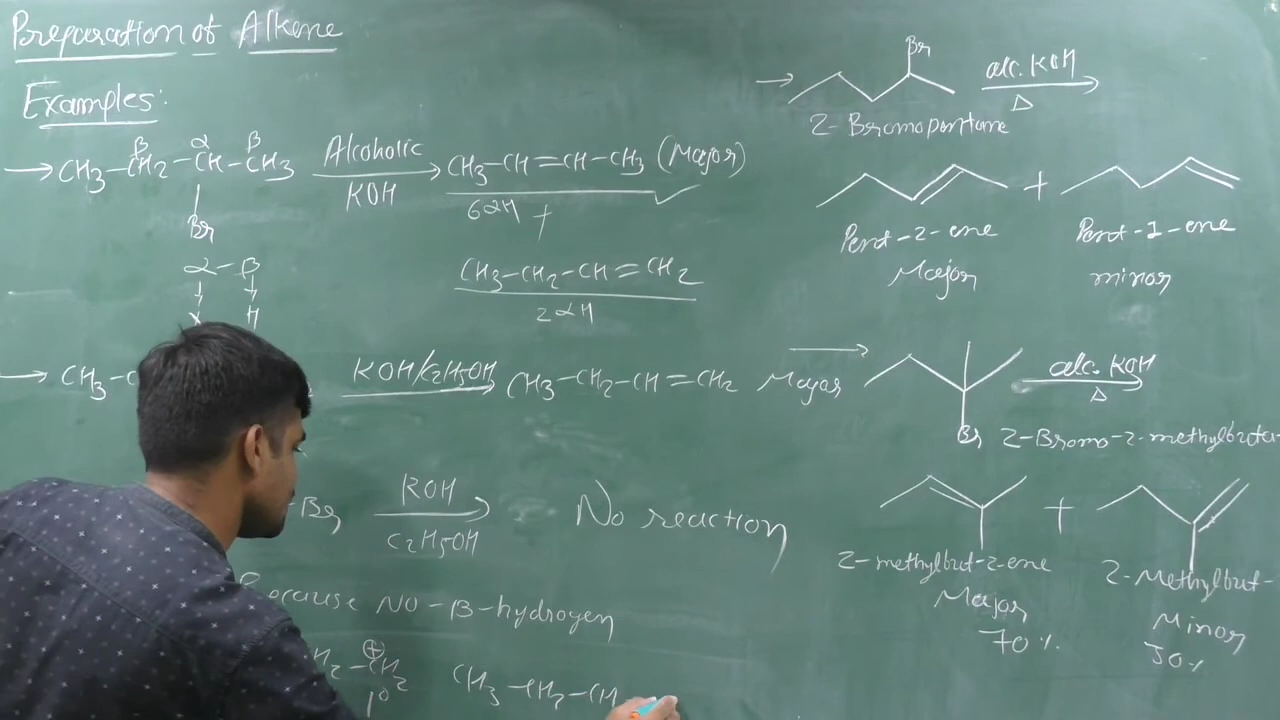 Preparation of Alkene
Examples:
→ CH3-CH2-CH-CH3 Alcoholic KOH → CH3-CH=CH-CH3 (Major)
β α β
Br
6αH +
α-β
X H
CH3-CH2-CH=CH2
2αH
→ CH3-C KOH/C2H5OH → CH3-CH2-CH=CH2 Major
-Br KOH → No reaction
C2H5OH
Because NO-β-hydrogen
H2-CH2 CH3-CH2-CH
⊕
1°
→ Br alc. KOH →
Δ
2-Bromopentane
+
Pent-2-ene Pent-1-ene
Major minor
→ alc. KOH →
Δ
Br 2-Bromo-2-methylbuta
+
2-methylbut-2-ene 2-Methylbut-
Major Minor
70% 30%